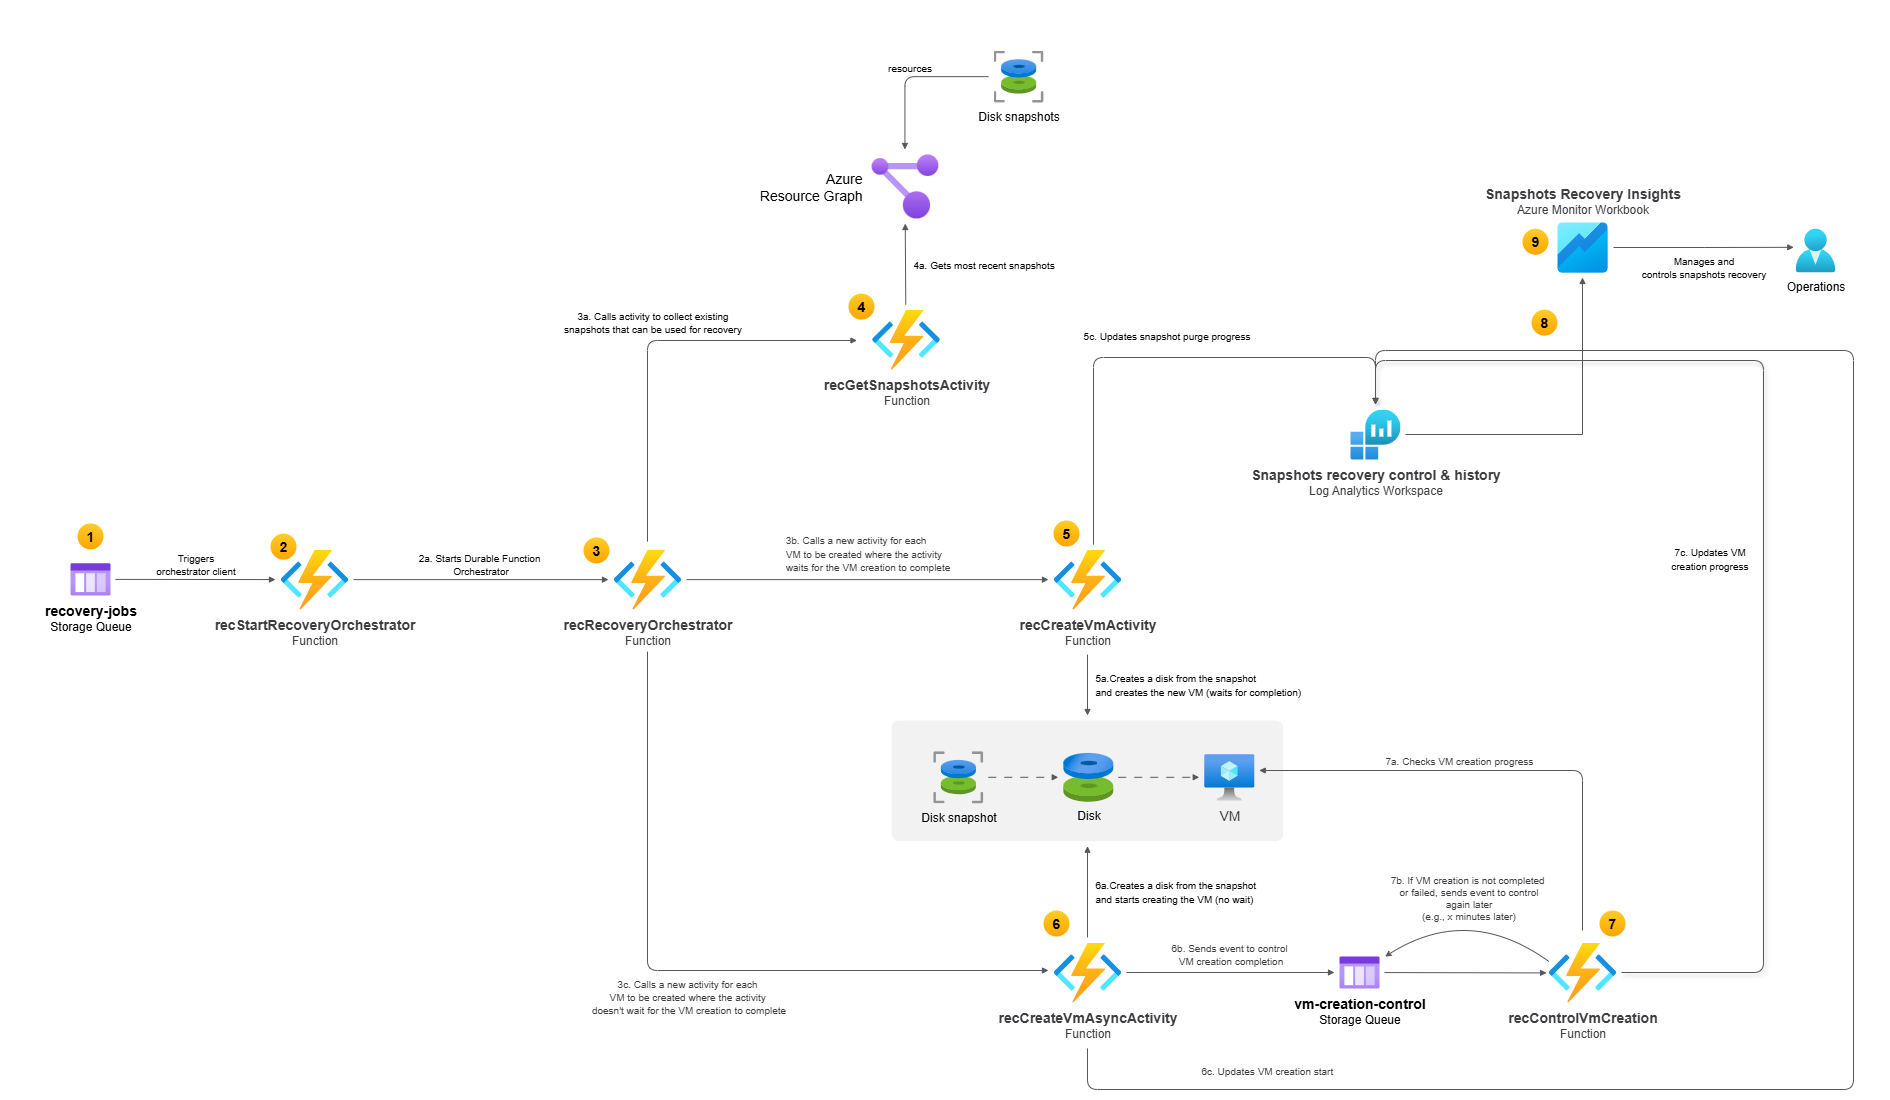 resources
Disk snapshots
Azure
Resource Graph
4a. Gets most recent snapshots
Snapshots Recovery Insights
Azure Monitor Workbook
9
Manages and
controls snapshots recovery
Operations
8
3a. Calls activity to collect existing
snapshots that can be used for recovery
4
recGetSnapshotsActivity
Function
5c. Updates snapshot purge progress
Snapshots recovery control & history
Log Analytics Workspace
1
Triggers
orchestrator client
recovery-jobs
Storage Queue
2
recStartRecoveryOrchestrator
Function
2a. Starts Durable Function
Orchestrator
3
recRecoveryOrchestrator
Function
3b. Calls a new activity for each
VM to be created where the activity
waits for the VM creation to complete
5
recCreateVmActivity
Function
7c. Updates VM
creation progress
5a.Creates a disk from the snapshot
and creates the new VM (waits for completion)
Disk snapshot
Disk
VM
7a. Checks VM creation progress
6a.Creates a disk from the snapshot
and starts creating the VM (no wait)
7b. If VM creation is not completed
or failed, sends event to control
again later
(e.g., x minutes later)
3c. Calls a new activity for each
VM to be created where the activity
doesn't wait for the VM creation to complete
6
recCreateVmAsyncActivity
Function
6b. Sends event to control
VM creation completion
vm-creation-control
Storage Queue
7
recControlVmCreation
Function
6c. Updates VM creation start